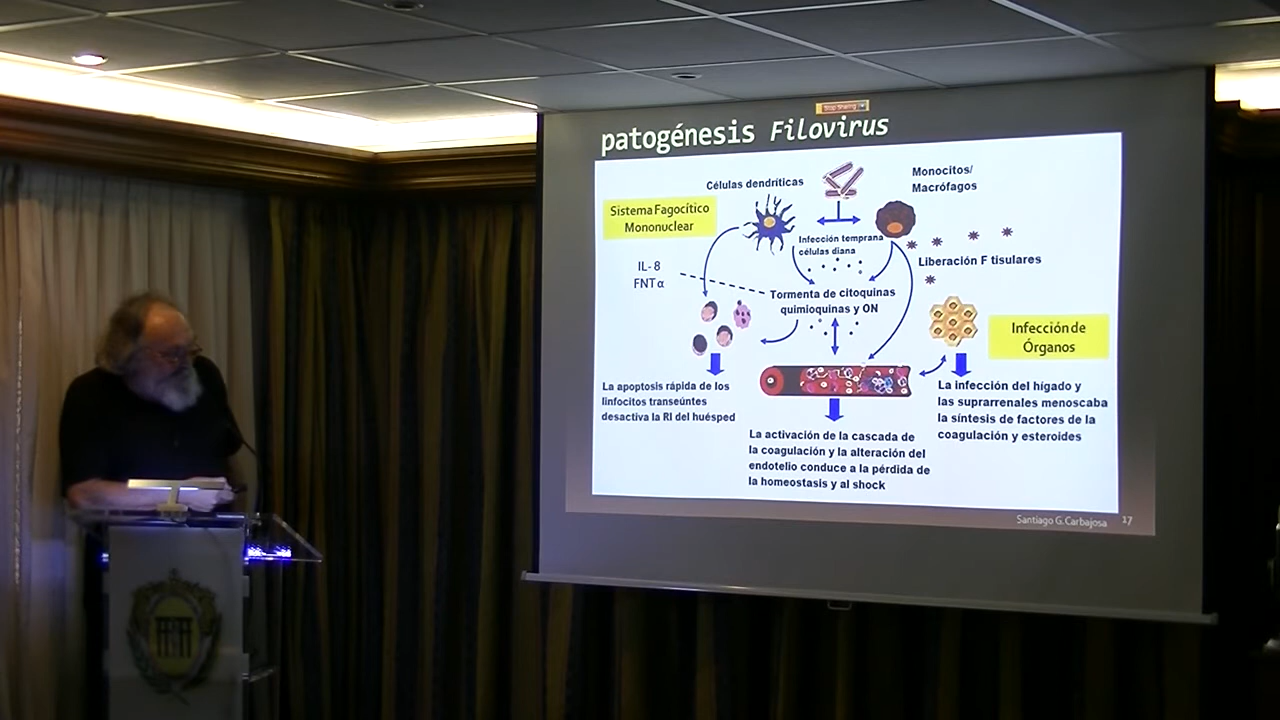 Stop Sharing
patogénesis Filovirus
Células dendríticas
Monocitos/
Macrófagos
Sistema Fagocítico
Mononuclear
Infección temprana
células diana
Liberación F tisulares
IL-8
FNTα
Tormenta de citoquinas
quimioquinas y ON
Infección de
Órganos
La apoptosis rápida de los
linfocitos transeúntes
desactiva la RI del huésped
La infección del hígado y
las suprarrenales menoscaba
la síntesis de factores de la
coagulación y esteroides
La activación de la cascada de
la coagulación y la alteración del
endotelio conduce a la pérdida de
la homeostasis y al shock
Santiago G.Carbajosa 17